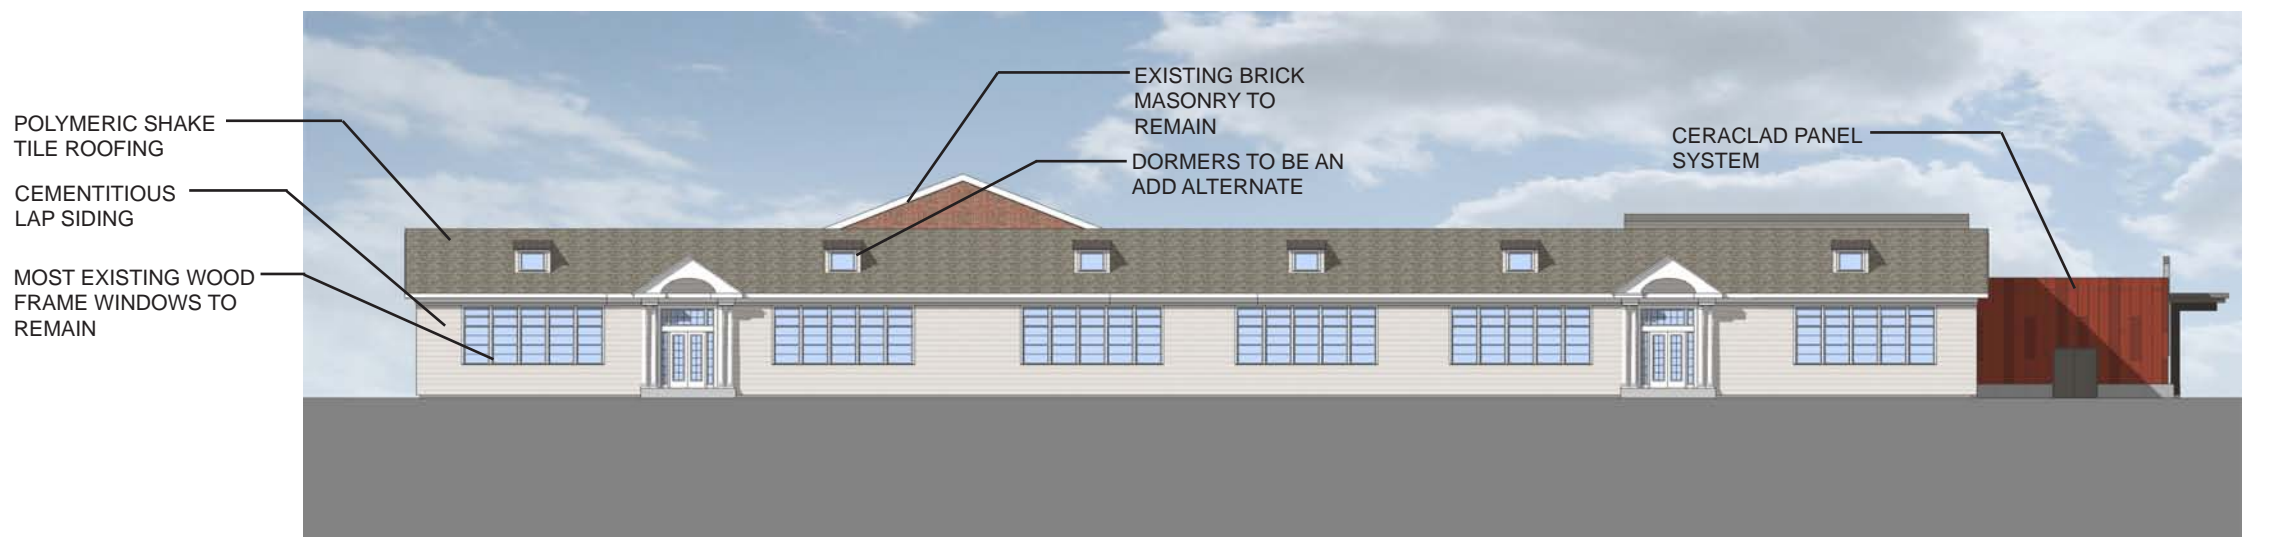 POLYMERIC SHAKE
TILE ROOFING
CEMENTITIOUS
LAP SIDING
MOST EXISTING WOOD
FRAME WINDOWS TO
REMAIN
EXISTING BRICK
MASONRY TO
REMAIN
DORMERS TO BE AN
ADD ALTERNATE
CERACLAD PANEL
SYSTEM